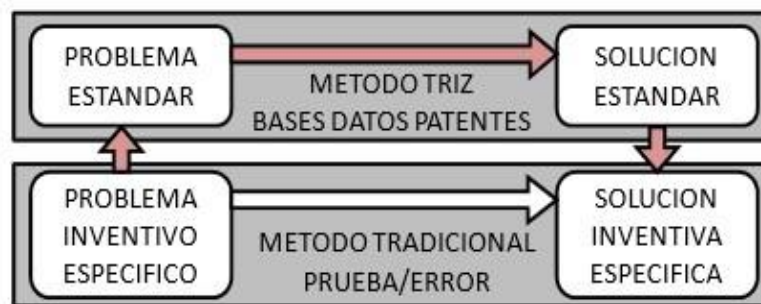 PROBLEMA
ESTANDAR
METODO TRIZ
BASES DATOS PATENTES
SOLUCION
ESTANDAR
PROBLEMA
INVENTIVO
ESPECIFICO
METODO TRADICIONAL
PRUEBA/ERROR
SOLUCION
INVENTIVA
ESPECIFICA